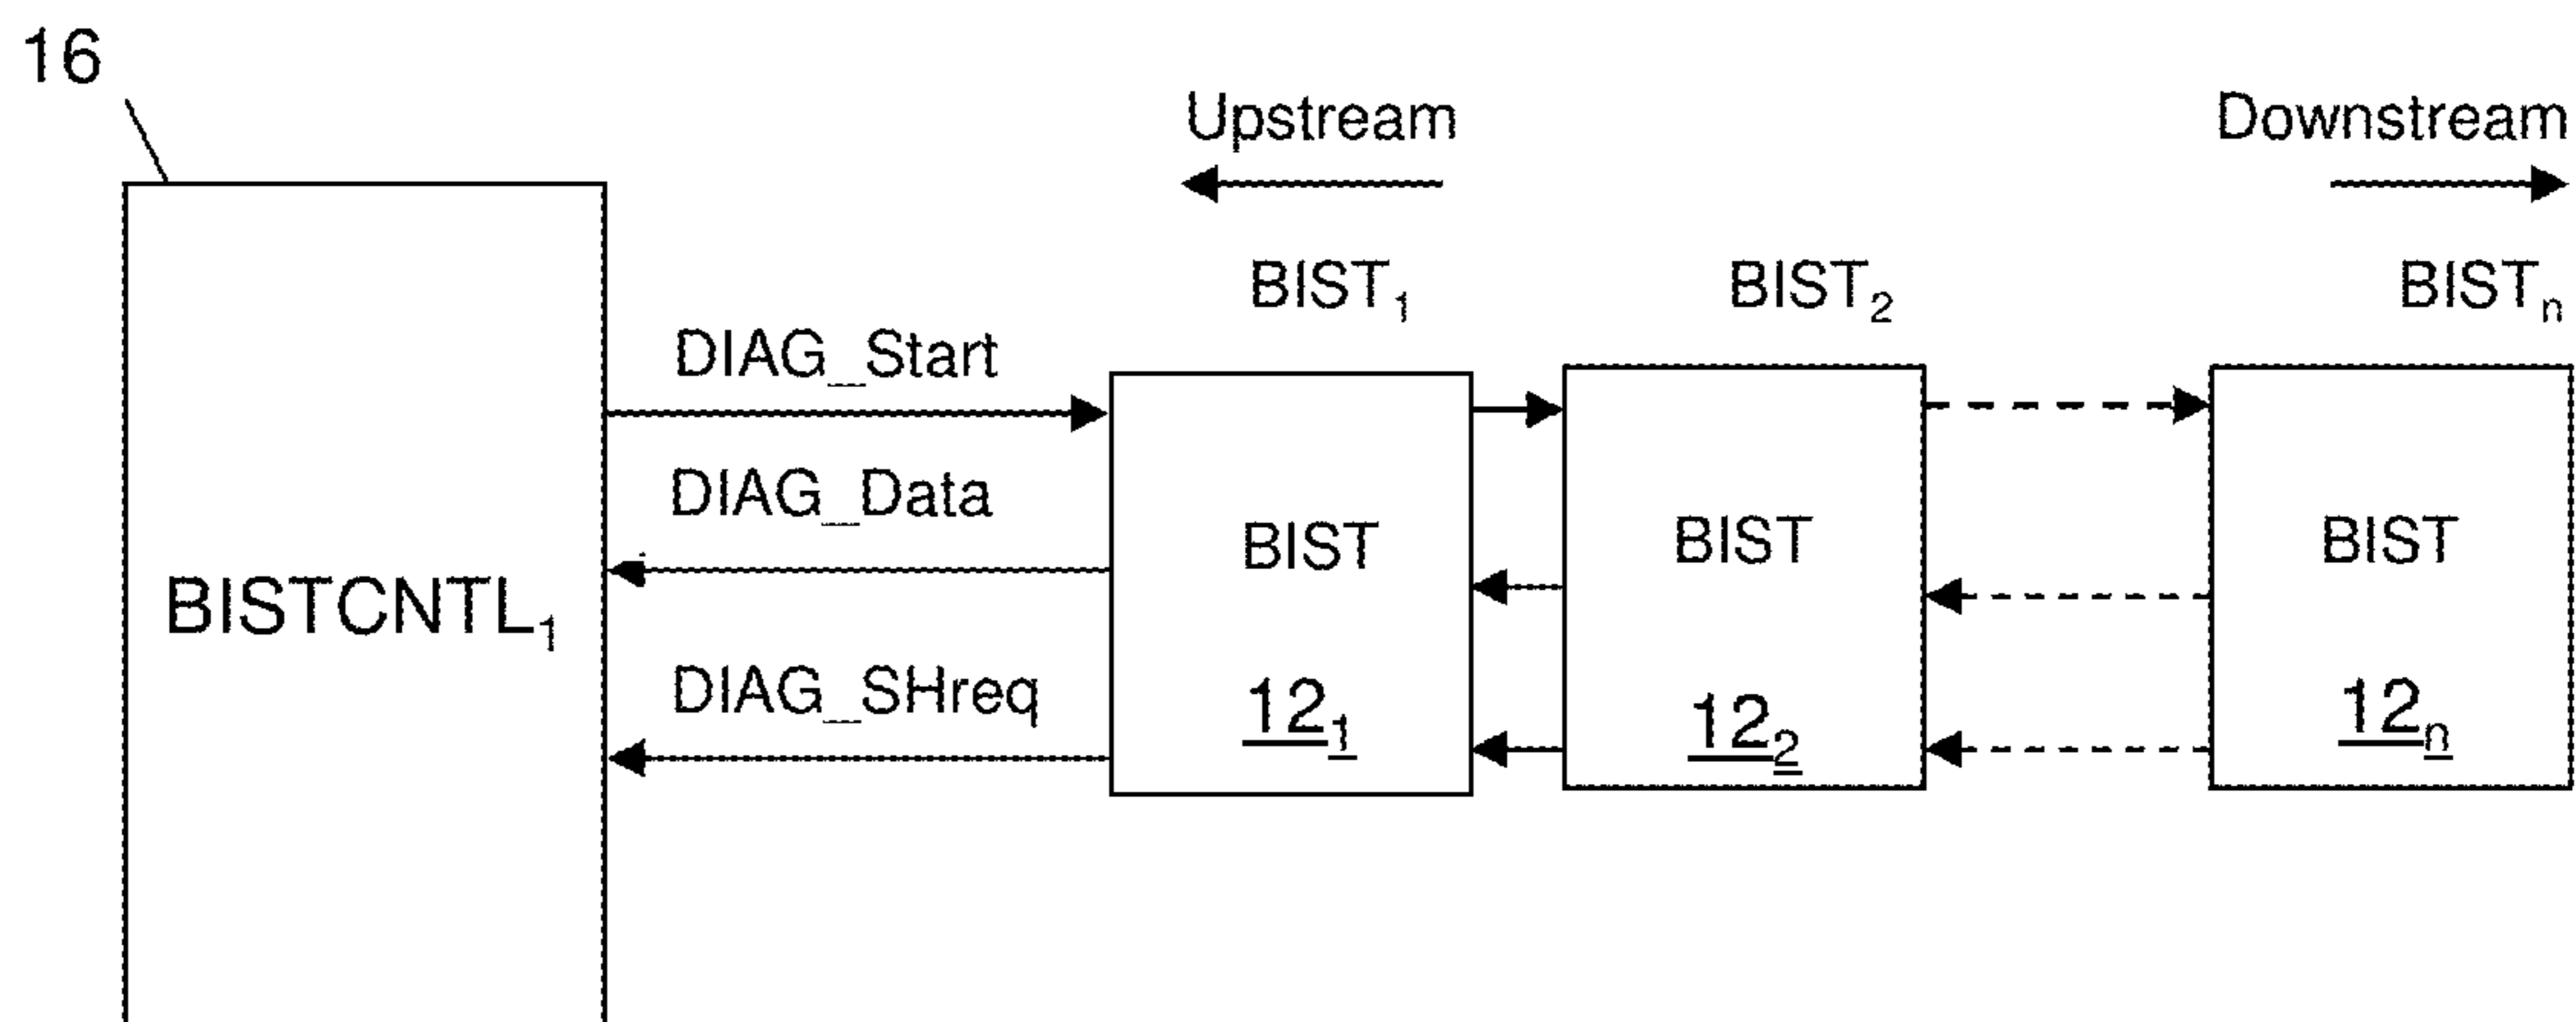 16
Upstream
Downstream
BIST₁
BIST₂
BISTₙ
DIAG_Start
DIAG_Data
BIST
BIST
BIST
BISTCNTL₁
DIAG_SHreq
12₁
12₂
12ₙ